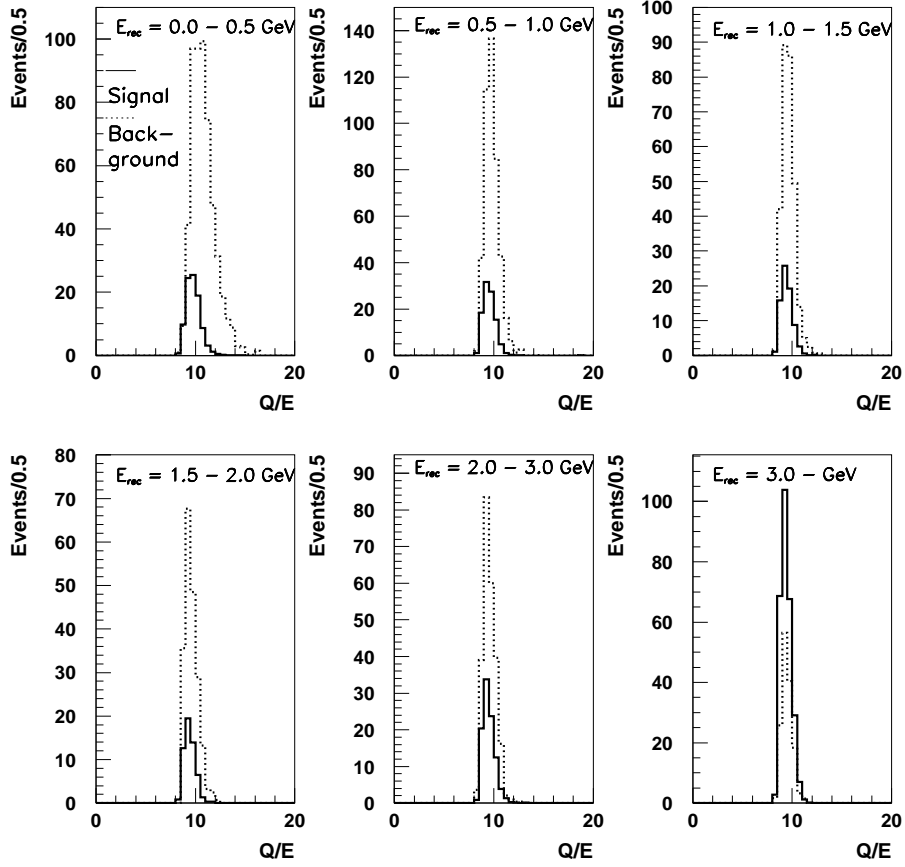 Events/0.5
E_rec = 0.0 – 0.5 GeV
Signal
Back–
ground
100
80
60
40
20
0
0 10 20
Q/E
Events/0.5
E_rec = 0.5 – 1.0 GeV
140
120
100
80
60
40
20
0
0 10 20
Q/E
Events/0.5
E_rec = 1.0 – 1.5 GeV
100
90
80
70
60
50
40
30
20
10
0
0 10 20
Q/E
Events/0.5
E_rec = 1.5 – 2.0 GeV
80
70
60
50
40
30
20
10
0
0 10 20
Q/E
Events/0.5
E_rec = 2.0 – 3.0 GeV
90
80
70
60
50
40
30
20
10
0
0 10 20
Q/E
Events/0.5
E_rec = 3.0 – GeV
100
80
60
40
20
0
0 10 20
Q/E